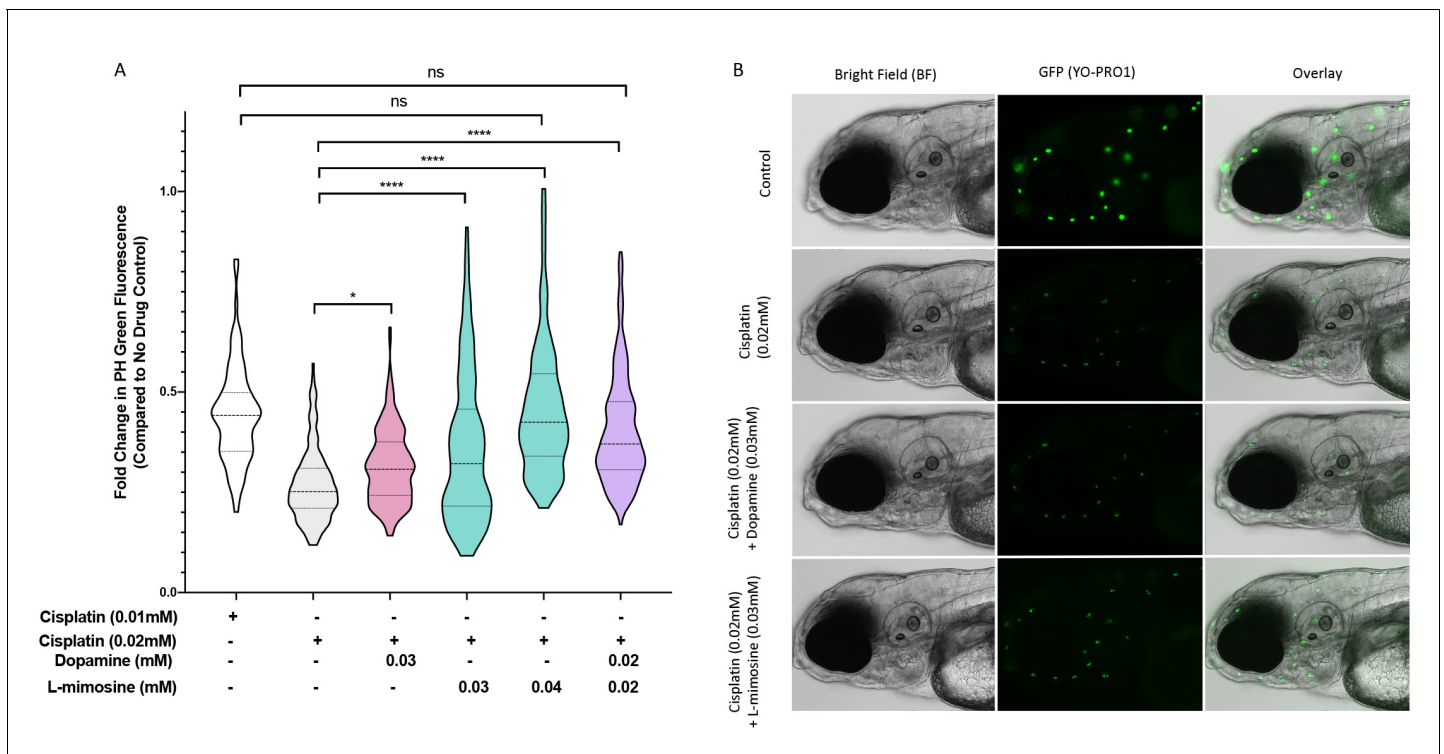 A
ns
ns
****
****
****
*
Fold Change in PH Green Fluorescence
(Compared to No Drug Control)
1.0
0.5
0.0
Cisplatin (0.01mM) + - - - - -
Cisplatin (0.02mM) - + + + + +
Dopamine (mM) - - 0.03 - - 0.02
L-mimosine (mM) - - - 0.03 0.04 0.02
B
Bright Field (BF) GFP (YO-PRO1) Overlay
Control
Cisplatin
(0.02mM)
Cisplatin (0.02mM)
+ Dopamine (0.03mM)
Cisplatin (0.02mM)
+ L-mimosine (0.03mM)